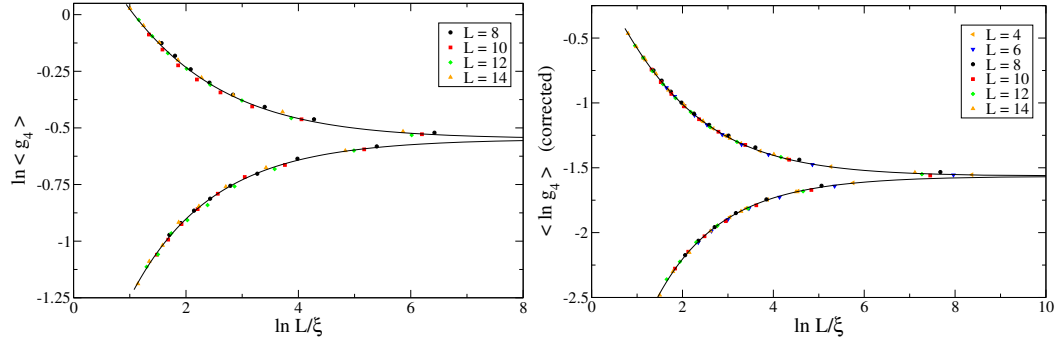 0
-0.25
-0.5
-0.75
-1
-1.25
0
2
4
6
8
ln < g4 >
ln L/ξ
L = 8
L = 10
L = 12
L = 14
-0.5
-1
-1.5
-2
-2.5
0
2
4
6
8
10
< ln g4 > (corrected)
ln L/ξ
L = 4
L = 6
L = 8
L = 10
L = 12
L = 14